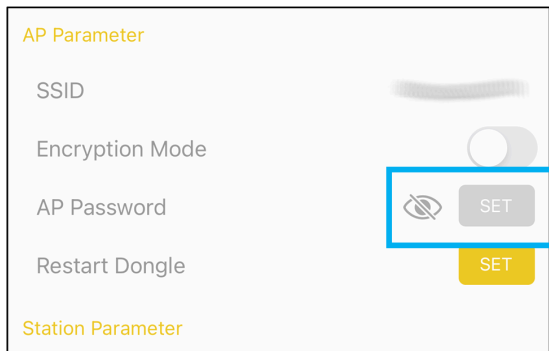 AP Parameter
SSID
Encryption Mode
AP Password SET
Restart Dongle SET
Station Parameter